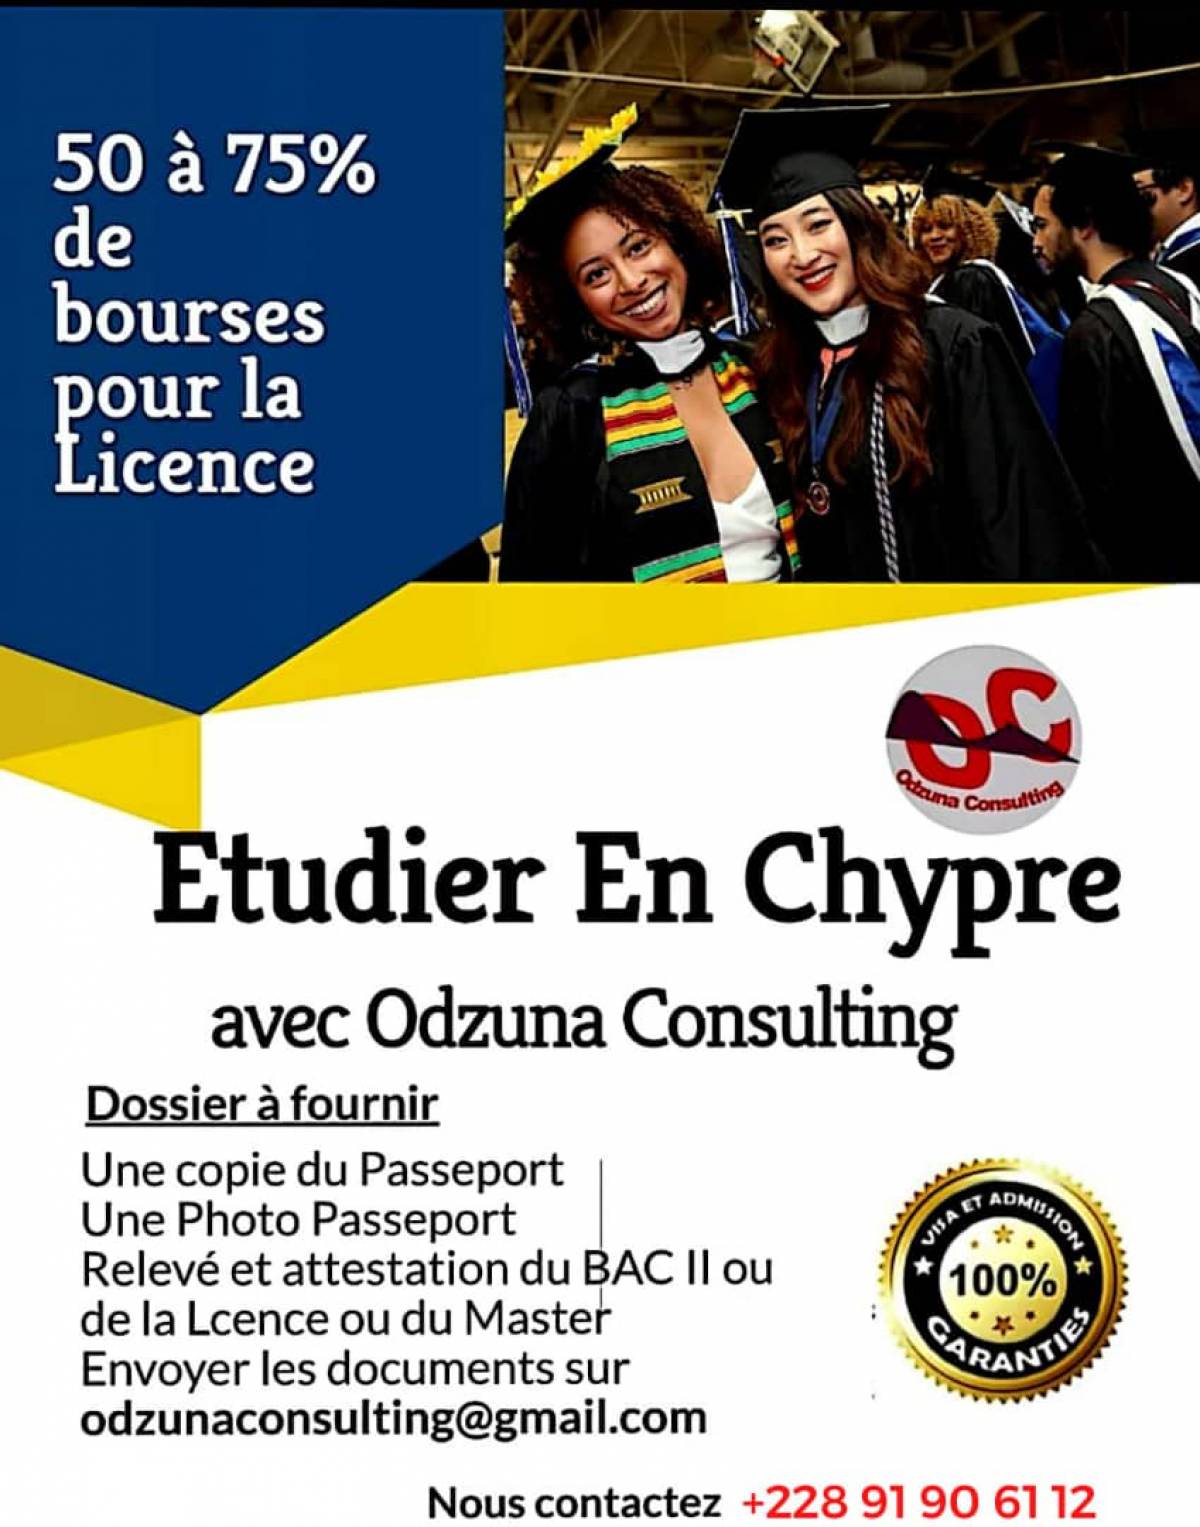 50 à 75%
de
bourses
pour la
Licence
OC
Odzuna Consulting
Etudier En Chypre
avec Odzuna Consulting
Dossier à fournir
Une copie du Passeport
Une Photo Passeport
Relevé et attestation du BAC II ou
de la Lcence ou du Master
Envoyer les documents sur
odzunaconsulting@gmail.com
VISA ET ADMISSION
100%
GARANTIES
Nous contactez +228 91 90 61 12